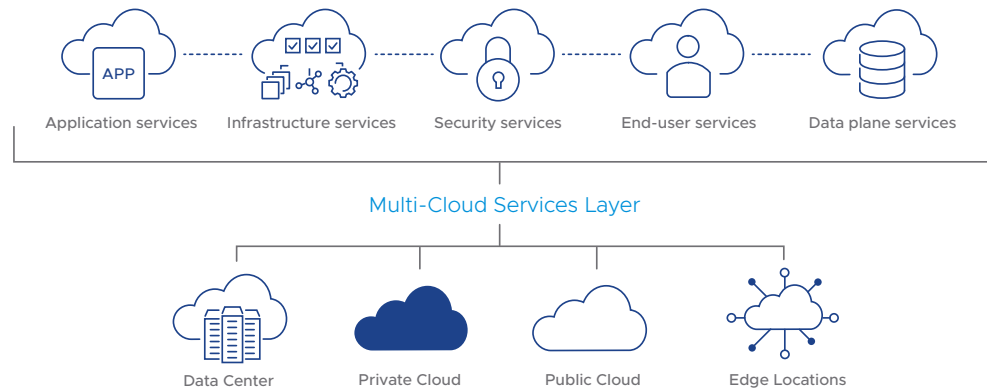 APP
Application services
Infrastructure services
Security services
End-user services
Data plane services
Multi-Cloud Services Layer
Data Center
Private Cloud
Public Cloud
Edge Locations